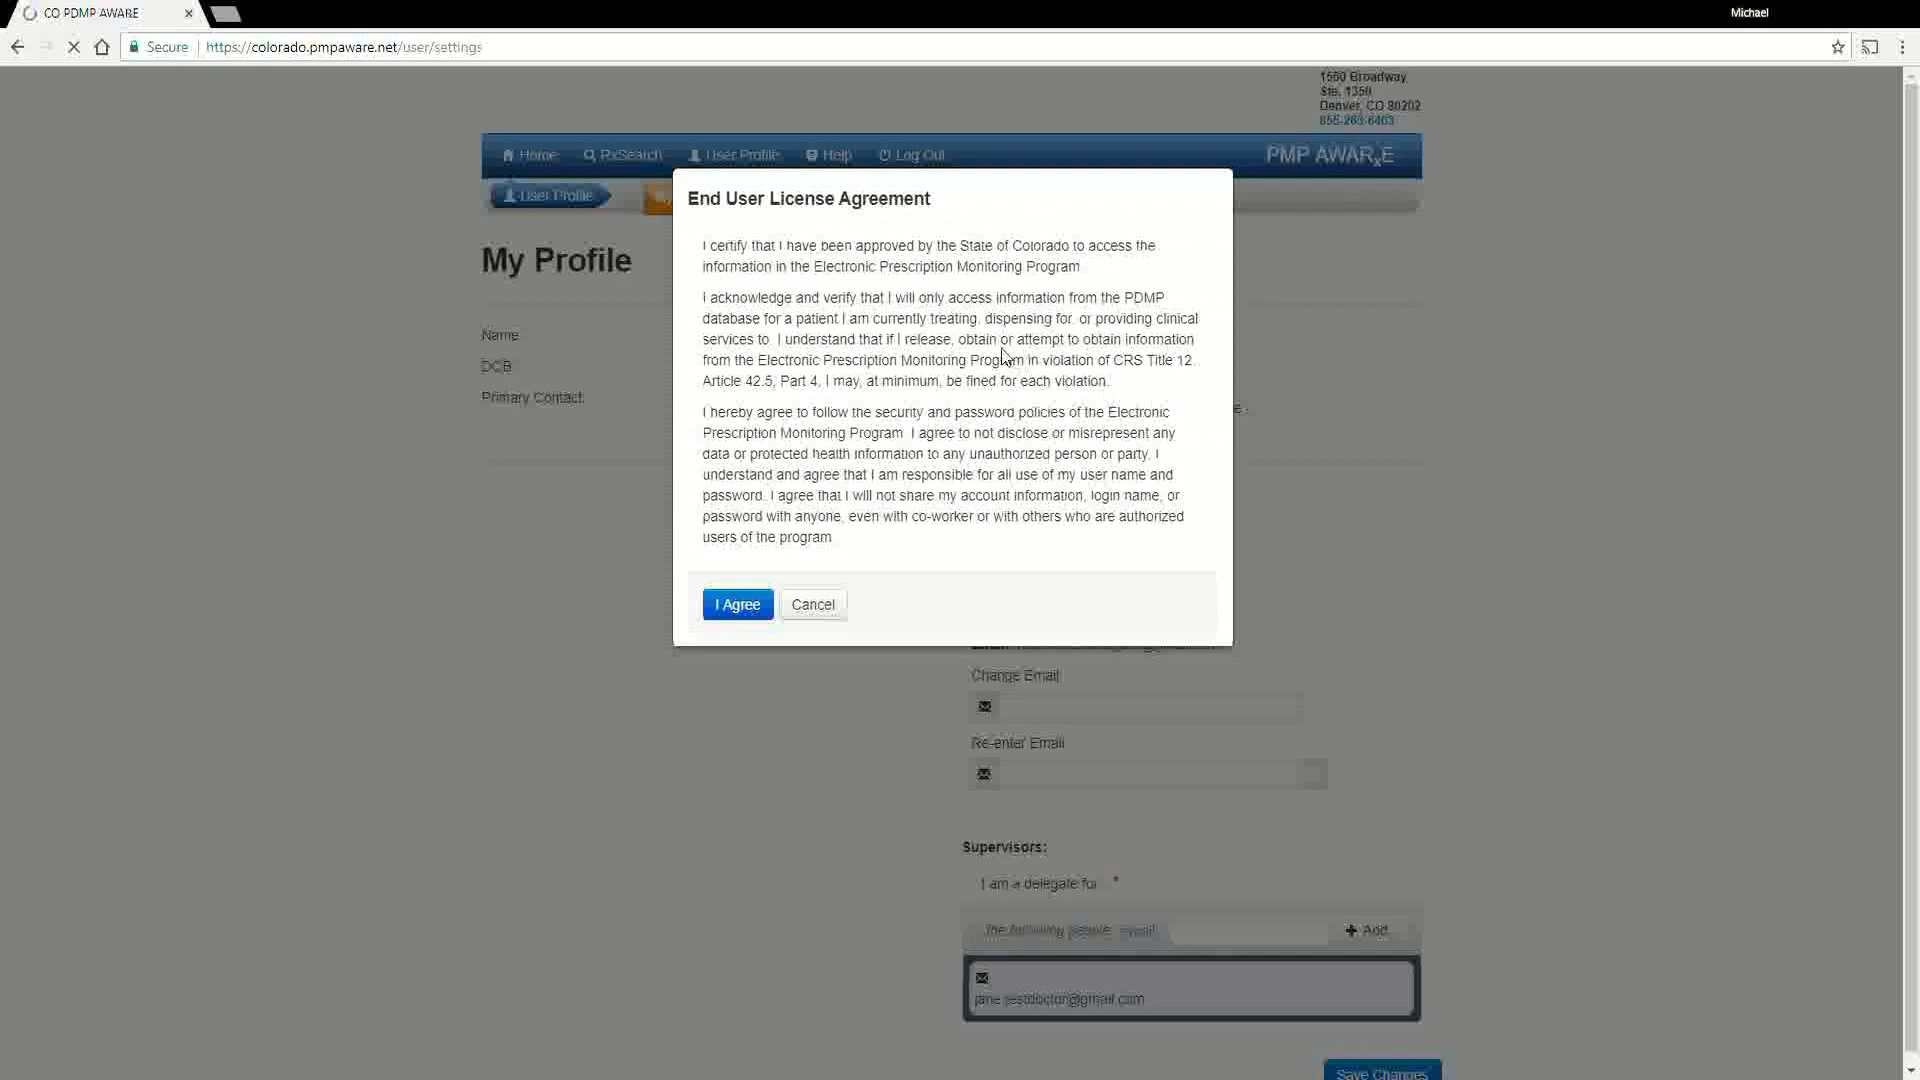 CO PDMP AWARE
Michael
Secure https://colorado.pmpaware.net/user/settings
1560 Broadway
Ste. 1350
Denver, CO 80202
855-263-6403
Home RxSearch User Profile Help Log Out PMP AWARxE
User Profile
My Profile
Name:
DOB:
Primary Contact:
End User License Agreement
I certify that I have been approved by the State of Colorado to access the
information in the Electronic Prescription Monitoring Program.
I acknowledge and verify that I will only access information from the PDMP
database for a patient I am currently treating, dispensing for, or providing clinical
services to. I understand that if I release, obtain or attempt to obtain information
from the Electronic Prescription Monitoring Program in violation of CRS Title 12,
Article 42.5, Part 4, I may, at minimum, be fined for each violation.
I hereby agree to follow the security and password policies of the Electronic
Prescription Monitoring Program. I agree to not disclose or misrepresent any
data or protected health information to any unauthorized person or party. I
understand and agree that I am responsible for all use of my user name and
password. I agree that I will not share my account information, login name, or
password with anyone, even with co-worker or with others who are authorized
users of the program.
I Agree Cancel
Change Email
Re-enter Email
Supervisors:
I am a delegate for... *
The following people: email Add
jane.testdoctor@gmail.com
Save Changes